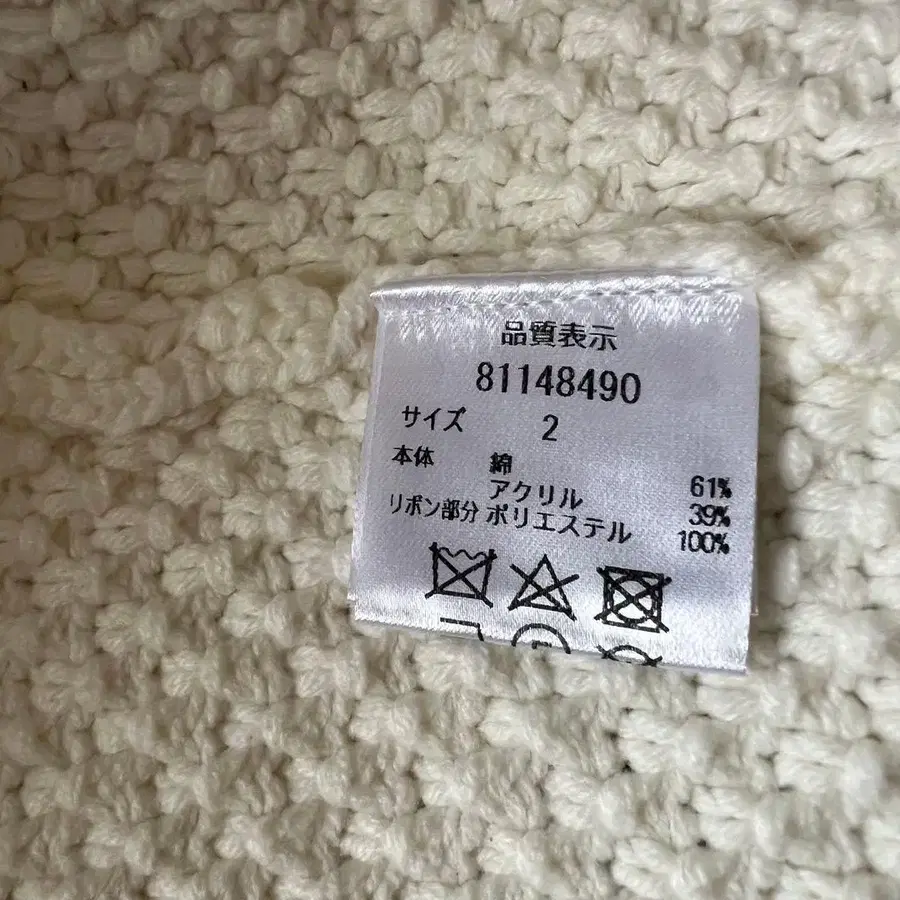 品質表示
81148490
サイズ 2
本体 綿 61%
アクリル 39%
リボン部分 ポリエステル 100%